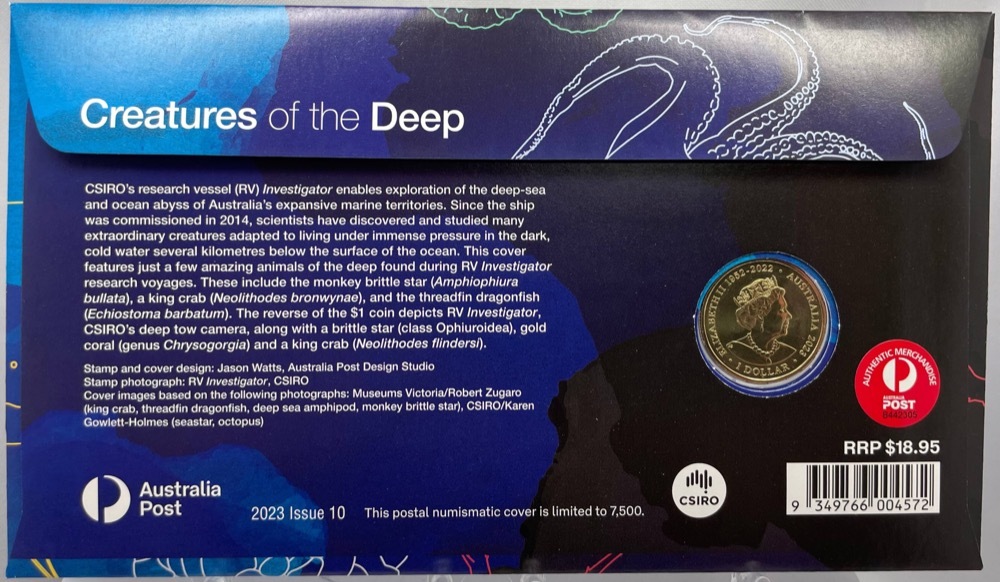 Creatures of the Deep
CSIRO's research vessel (RV) Investigator enables exploration of the deep-sea
and ocean abyss of Australia's expansive marine territories. Since the ship
was commissioned in 2014, scientists have discovered and studied many
extraordinary creatures adapted to living under immense pressure in the dark,
cold water several kilometres below the surface of the ocean. This cover
features just a few amazing animals of the deep found during RV Investigator
research voyages. These include the monkey brittle star (Amphiophiura
bullata), a king crab (Neolithodes bronwynae), and the threadfin dragonfish
(Echiostoma barbatum). The reverse of the $1 coin depicts RV Investigator,
CSIRO's deep tow camera, along with a brittle star (class Ophiuroidea), gold
coral (genus Chrysogorgia) and a king crab (Neolithodes flindersi).
Stamp and cover design: Jason Watts, Australia Post Design Studio
Stamp photograph: RV Investigator, CSIRO
Cover images based on the following photographs: Museums Victoria/Robert Zugaro
(king crab, threadfin dragonfish, deep sea amphipod, monkey brittle star), CSIRO/Karen
Gowlett-Holmes (seastar, octopus)
ELIZABETH II 1952-2022 • AUSTRALIA 2023
• 1 DOLLAR •
AUTHENTIC MERCHANDISE
AUSTRALIA
POST
RRP $18.95
Australia
Post
2023 Issue 10
This postal numismatic cover is limited to 7,500.
CSIRO
9 349766 004572